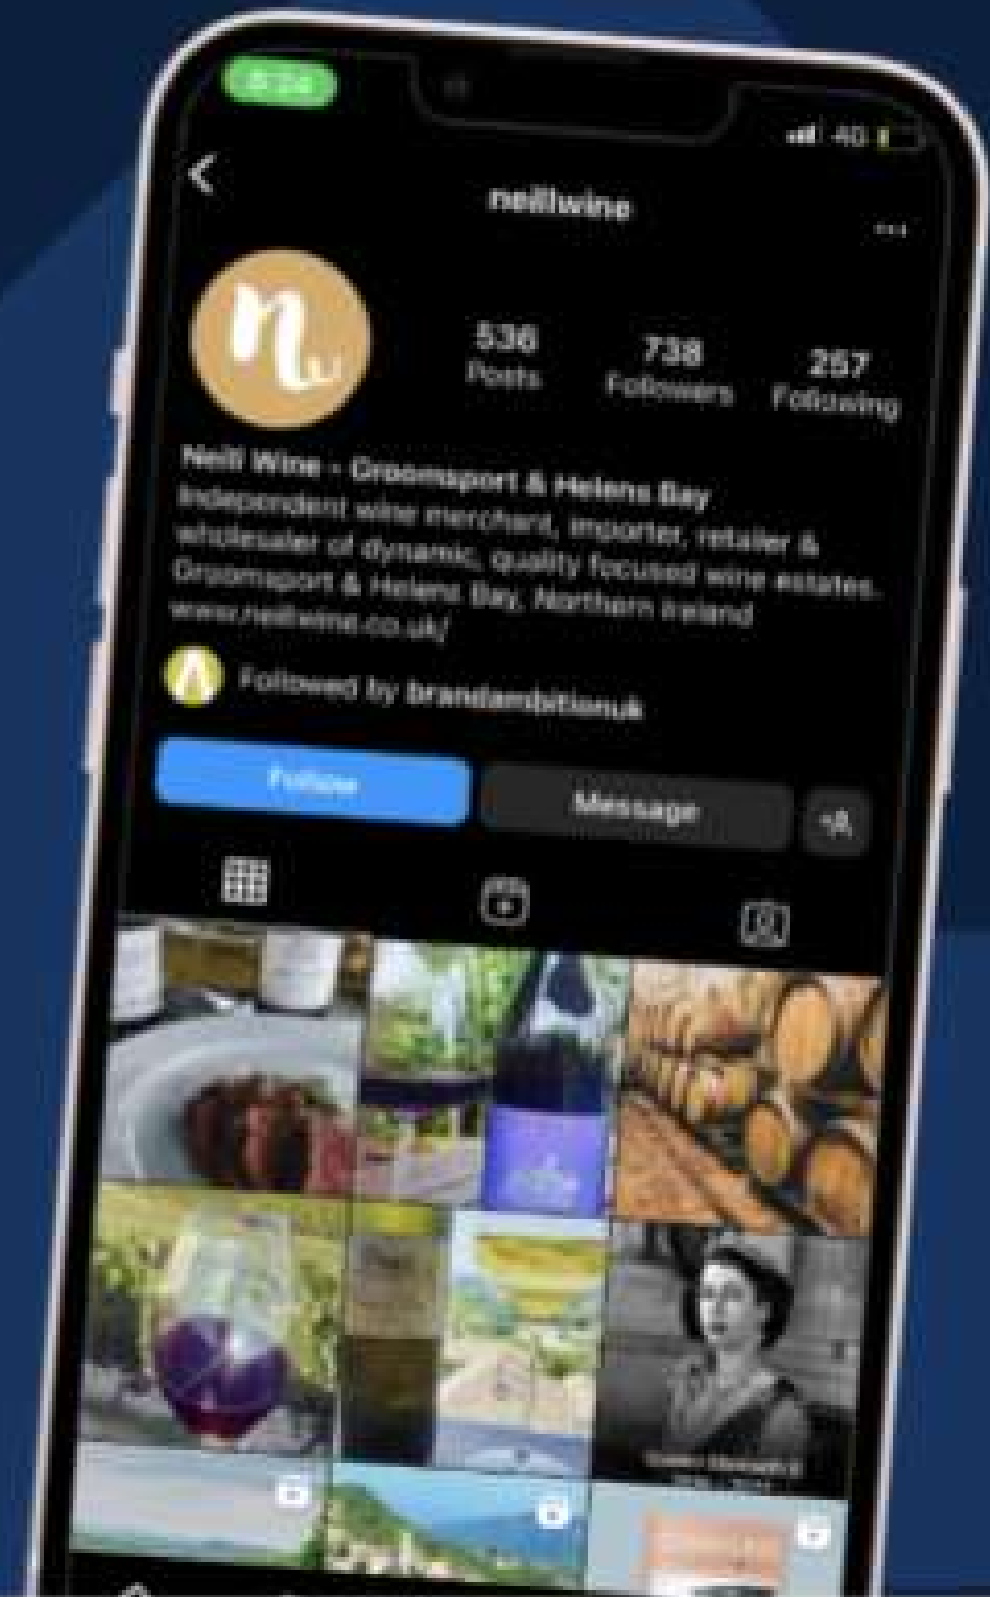 neillwine
536
738
257
Posts
Followers
Following
Neill Wine - Groomsport & Helens Bay
Independent wine merchant, importer, retailer &
wholesaler of dynamic, quality focused wine estates.
Groomsport & Helens Bay, Northern Ireland
www.neillwine.co.uk/
Followed by brandambitionuk
Follow
Message
4G